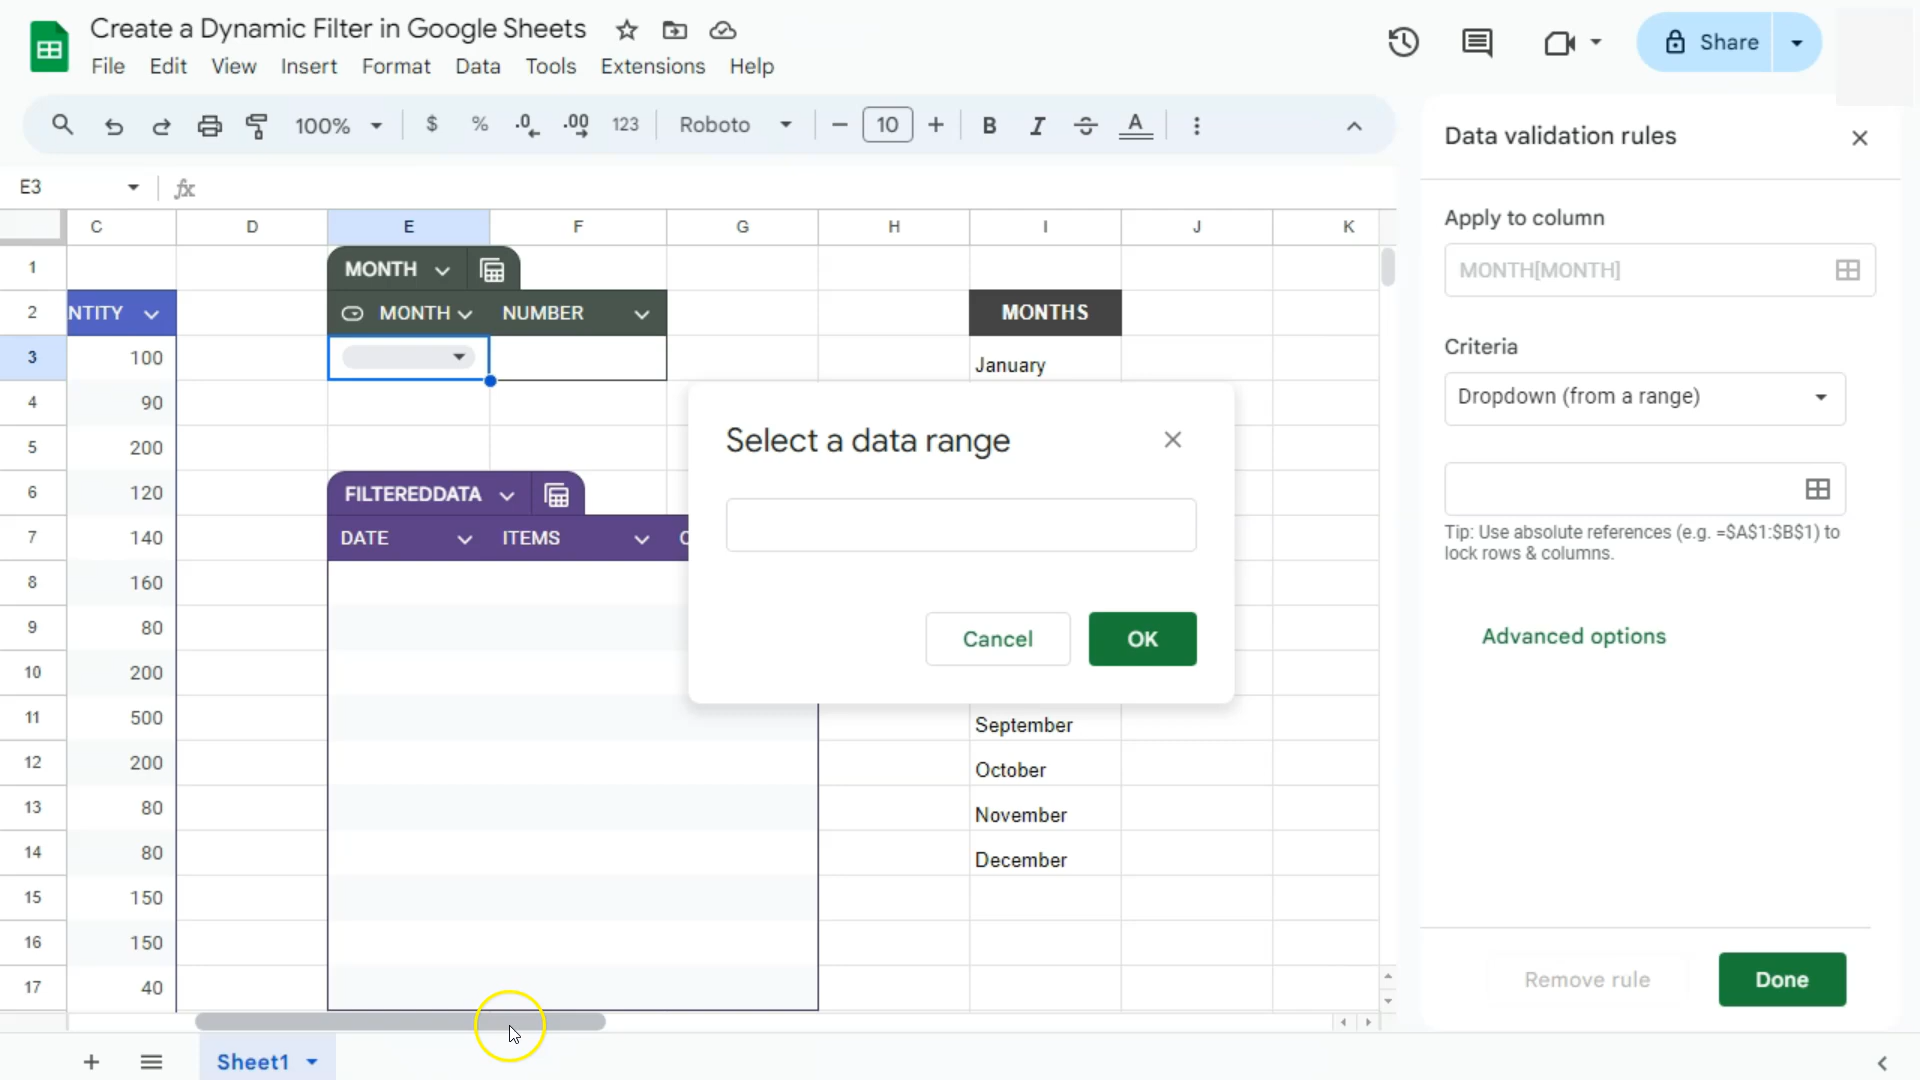 Create a Dynamic Filter in Google Sheets
File Edit View Insert Format Data Tools Extensions Help
Share
100% $ % .0 .00 123 Roboto 10 B I S A
E3 fx
C D E F G H I J K
1 MONTH
2 NTITY MONTH NUMBER MONTHS
3 100 January
4 90
5 200
6 120 FILTEREDDATA
7 140 DATE ITEMS
8 160
9 80
10 200
11 500 September
12 200 October
13 80 November
14 80 December
15 150
16 150
17 40
Sheet1
Select a data range
Cancel OK
Data validation rules
Apply to column
MONTH[MONTH]
Criteria
Dropdown (from a range)
Tip: Use absolute references (e.g. =$A$1:$B$1) to
lock rows & columns.
Advanced options
Remove rule Done